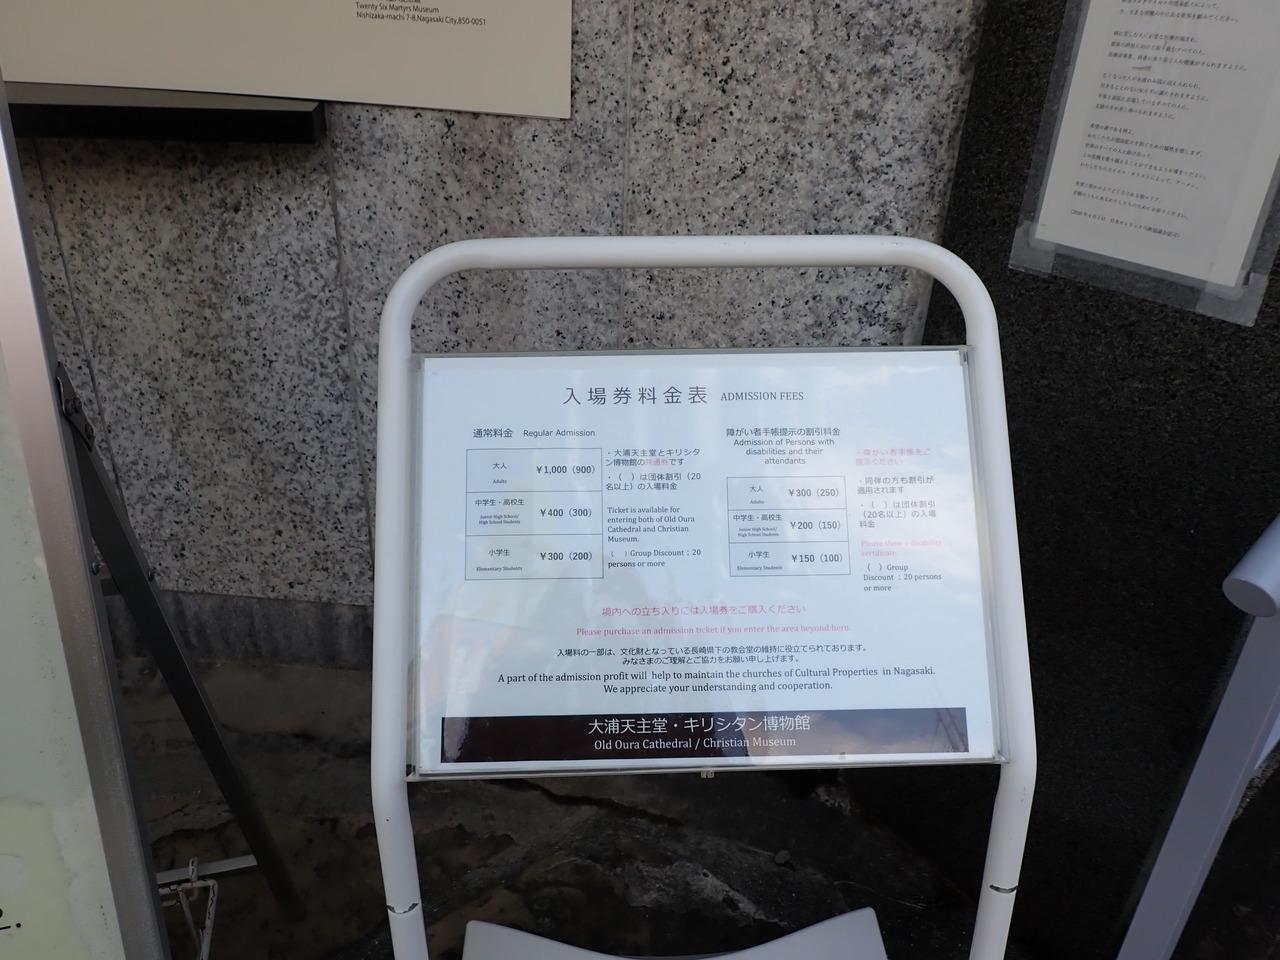 Twenty Six Martyrs Museum
Nishizaka-machi 7-8,Nagasaki City,850-0051
入場券料金表 ADMISSION FEES
通常料金 Regular Admission
大人
Adults
￥1,000（900）
中学生・高校生
Junior High School/
High School Students
￥400（300）
小学生
Elementary Students
￥300（200）
・大浦天主堂とキリシタ
ン博物館の共通券です
・（ ）は団体割引（20
名以上）の入場料金
Ticket is available for
entering both of Old Oura
Cathedral and Christian
Museum.
（ ）Group Discount：20
persons or more
障がい者手帳提示の割引料金
Admission of Persons with
disabilities and their
attendants
大人
Adults
￥300（250）
中学生・高校生
Junior High School/
High School Students
￥200（150）
小学生
Elementary Students
￥150（100）
・障がい者手帳をご
提示ください
・同伴の方も割引が
適用されます
・（ ）は団体割引
（20名以上）の入場
料金
Please show a disability
certificate.
（ ）Group
Discount：20 persons
or more
境内への立ち入りには入場券をご購入ください
Please purchase an admission ticket if you enter the area beyond here.
入場料の一部は、文化財となっている長崎県下の教会堂の維持に役立てられております。
みなさまのご理解とご協力をお願い申し上げます。
A part of the admission profit will help to maintain the churches of Cultural Properties in Nagasaki.
We appreciate your understanding and cooperation.
大浦天主堂・キリシタン博物館
Old Oura Cathedral / Christian Museum